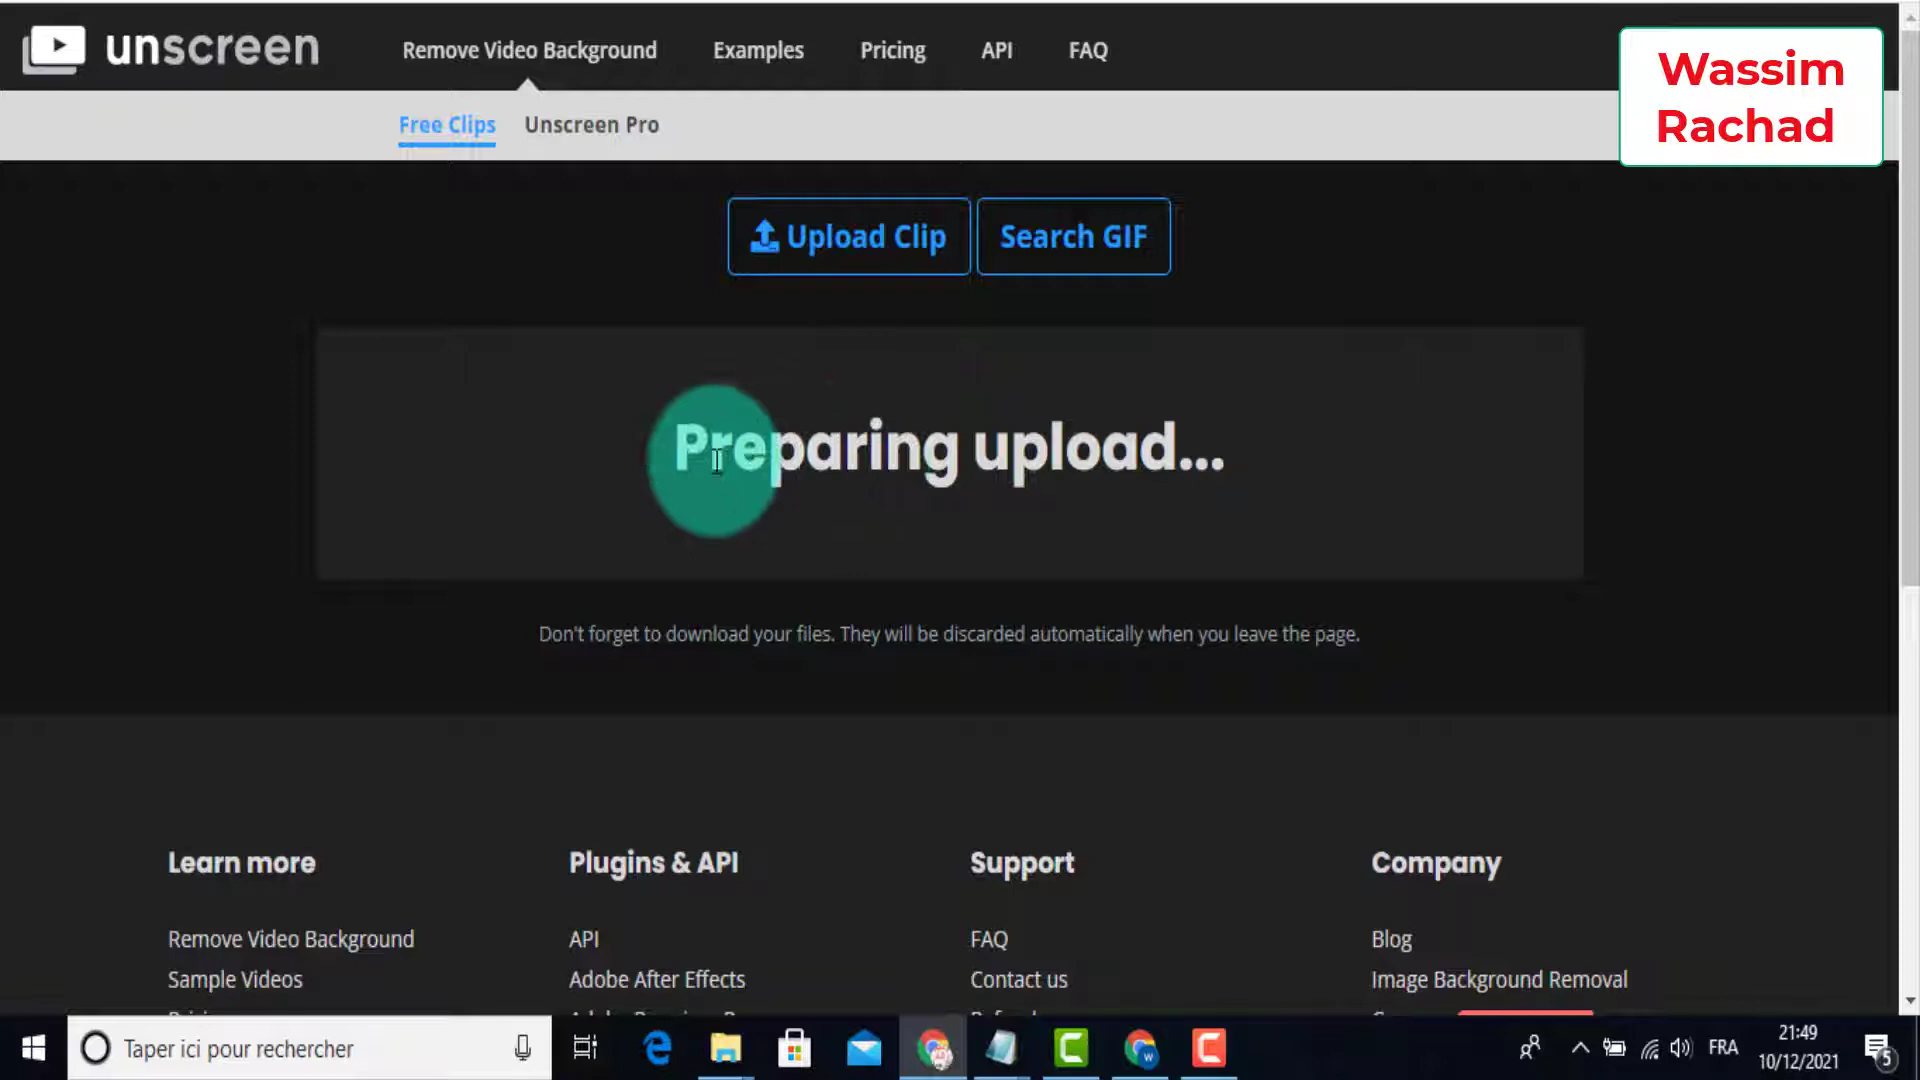 unscreen
Remove Video Background
Examples
Pricing
API
FAQ
Wassim
Rachad
Free Clips
Unscreen Pro
Upload Clip
Search GIF
Preparing upload...
Don't forget to download your files. They will be discarded automatically when you leave the page.
Learn more
Plugins & API
Support
Company
Remove Video Background
API
FAQ
Blog
Sample Videos
Adobe After Effects
Contact us
Image Background Removal
Taper ici pour rechercher
FRA
21:49
10/12/2021
5